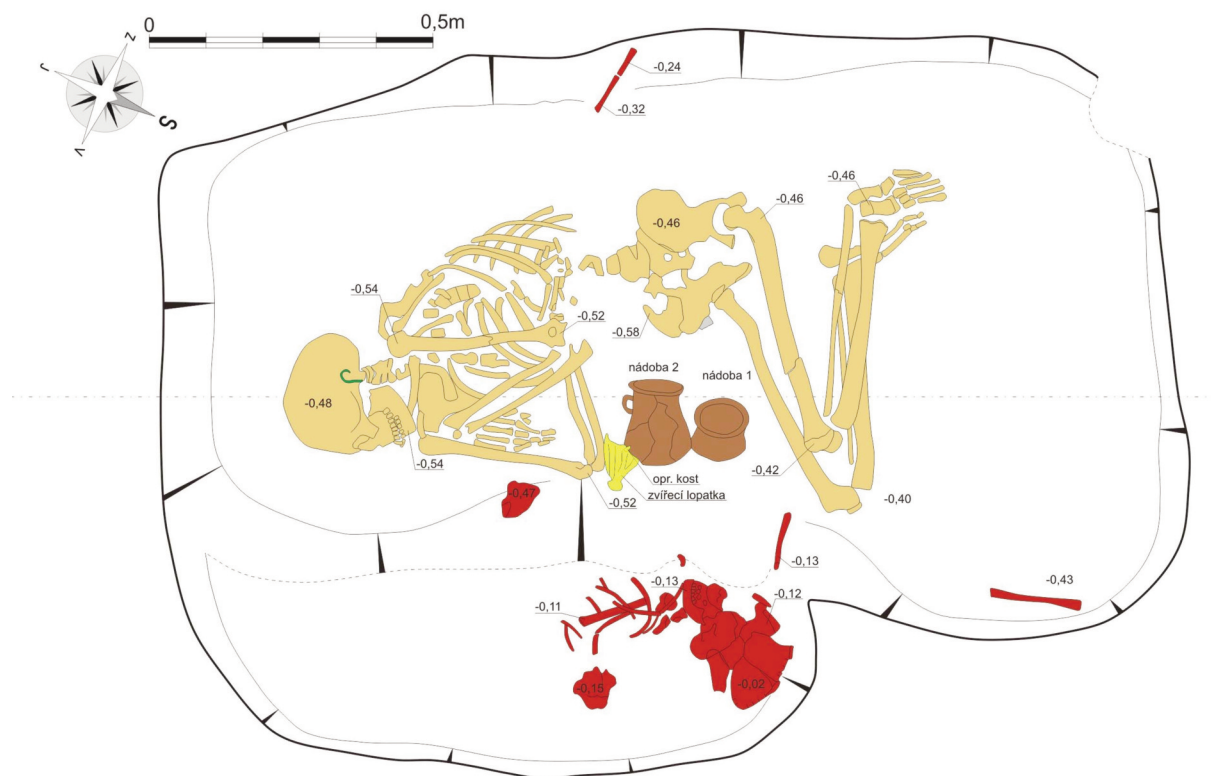 0
0,5m
z
J
S
v
-0,24
-0,32
-0,46
-0,46
-0,46
-0,54
-0,52
-0,58
nádoba 2
nádoba 1
-0,48
-0,54
-0,42
opr. kost
zvířecí lopatka
-0,47
-0,52
-0,40
-0,13
-0,13
-0,43
-0,12
-0,11
-0,02
-0,15